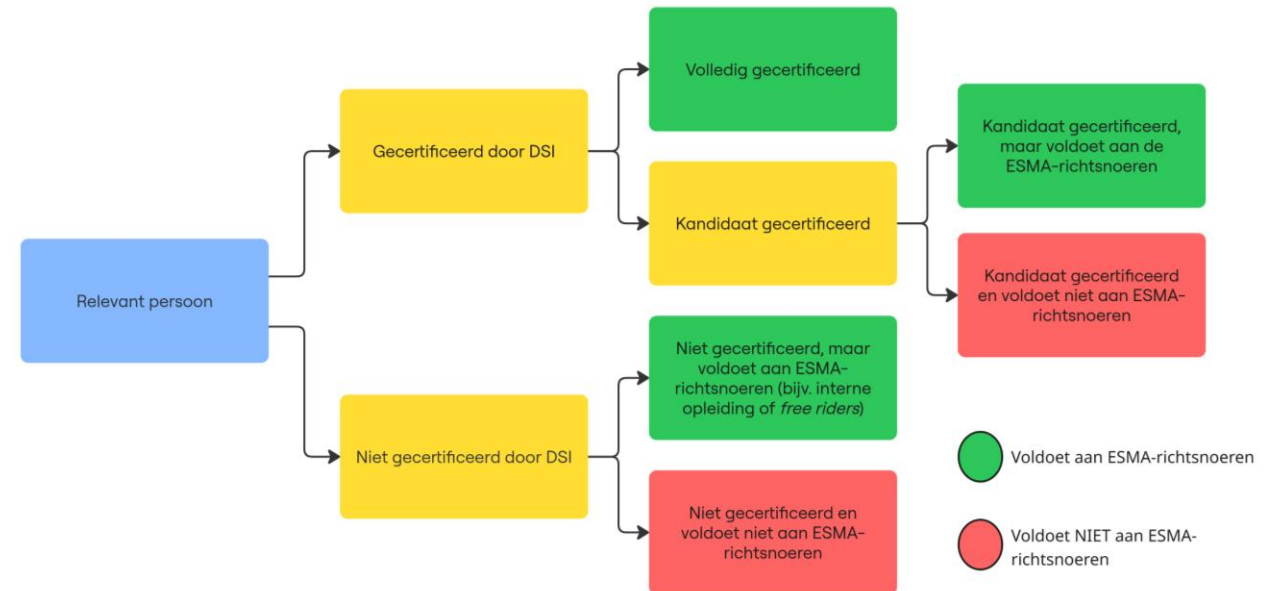 Volledig gecertificeerd
Gecertificeerd door DSI
Kandidaat gecertificeerd,
maar voldoet aan de
ESMA-richtsnoeren
Kandidaat gecertificeerd
Relevant persoon
Kandidaat gecertificeerd
en voldoet niet aan ESMA-
richtsnoeren
Niet gecertificeerd, maar
voldoet aan ESMA-
richtsnoeren (bijv. interne
opleiding of free riders)
Niet gecertificeerd door DSI
Niet gecertificeerd en
voldoet niet aan ESMA-
richtsnoeren
Voldoet aan ESMA-richtsnoeren
Voldoet NIET aan ESMA-
richtsnoeren